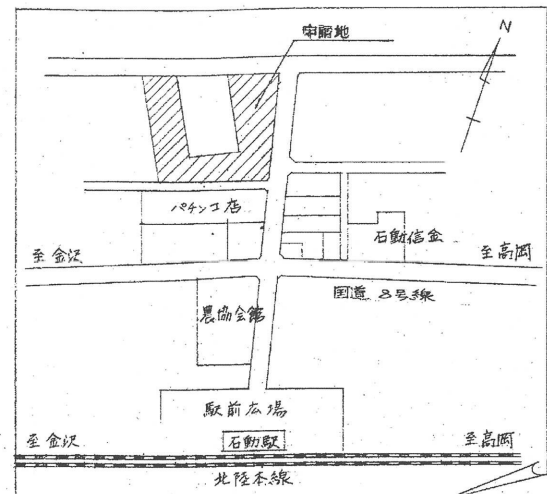 申請地
N
パチンコ店
石動信金
至金沢
至高岡
国道 8号線
農協会館
駅前広場
至金沢
石動駅
至高岡
北陸本線